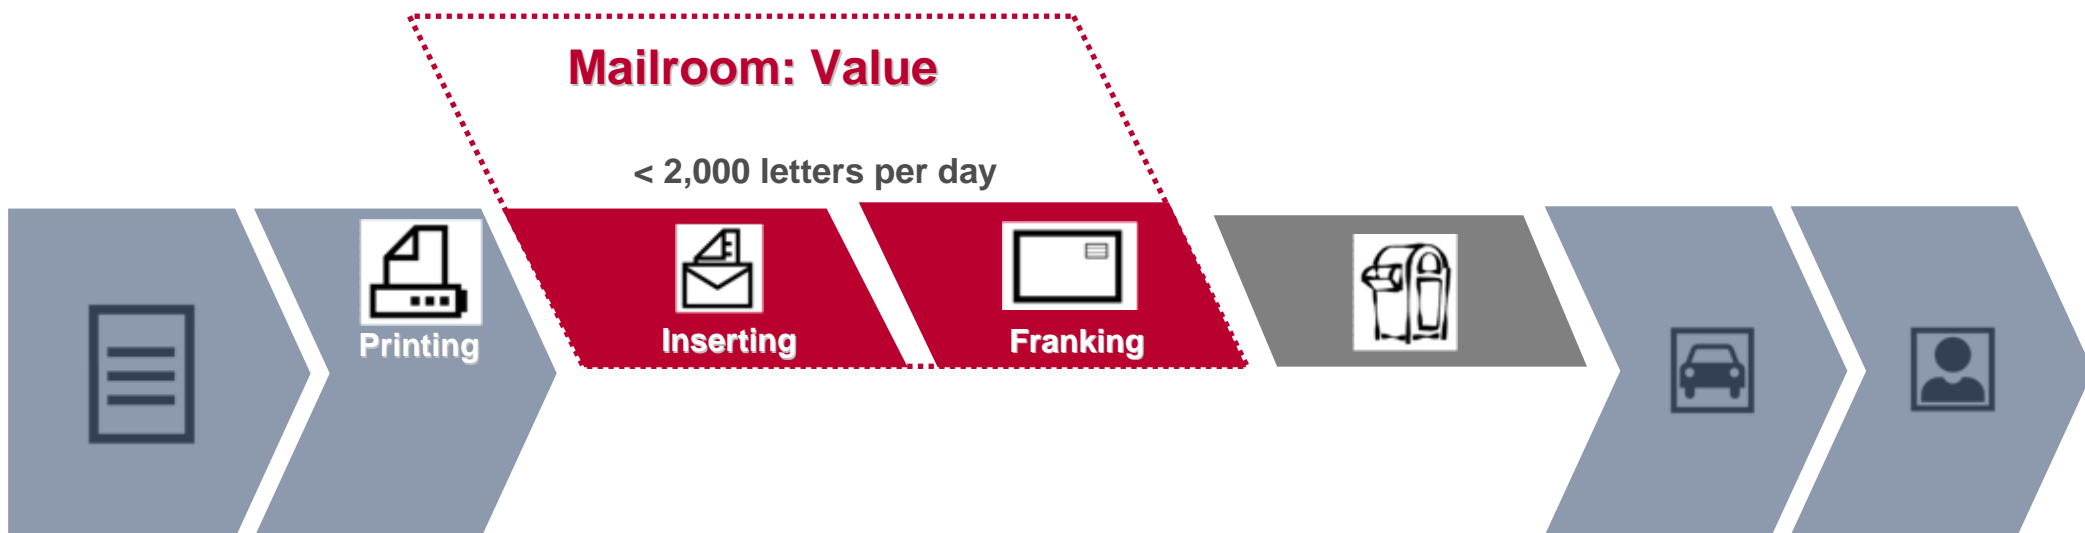 Mailroom: Value
< 2,000 letters per day
Printing
Inserting
Franking